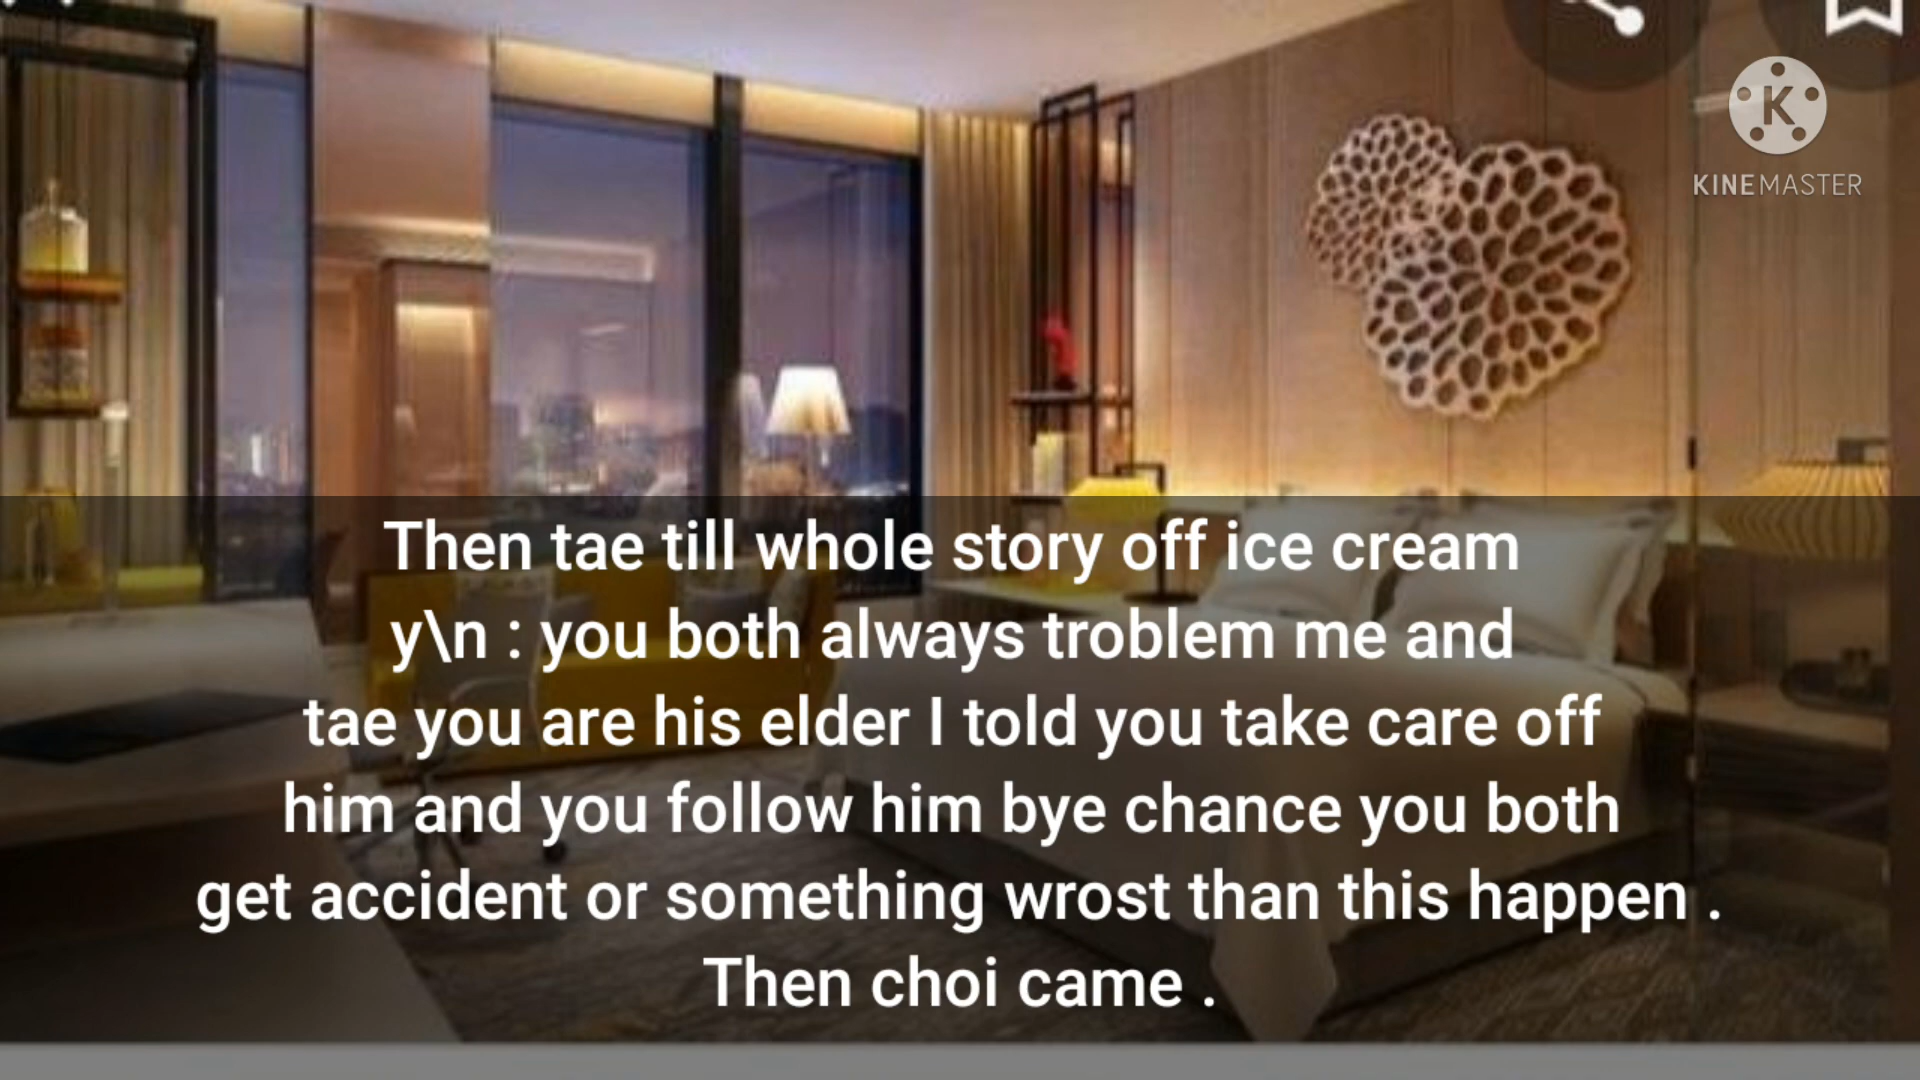 KINEMASTER
Then tae till whole story off ice cream
y\n : you both always troblem me and
tae you are his elder I told you take care off
him and you follow him bye chance you both
get accident or something wrost than this happen .
Then choi came .